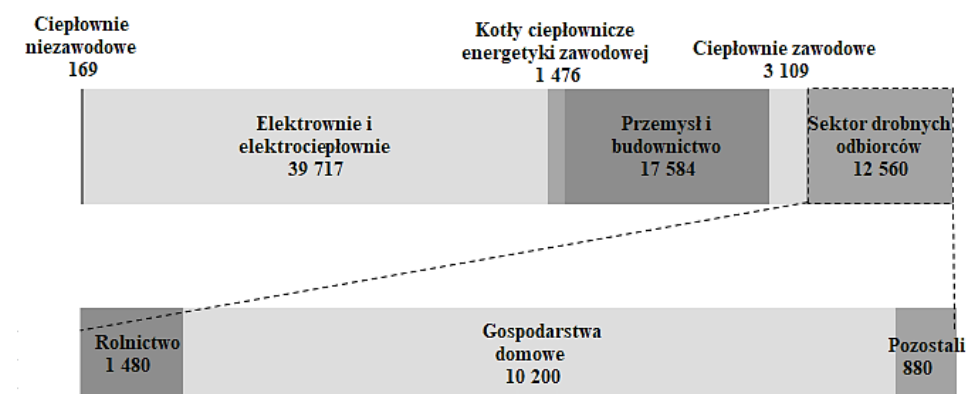 Ciepłownie
niezawodowe
169
Kotły ciepłownicze
energetyki zawodowej
1 476
Ciepłownie zawodowe
3 109
Elektrownie i
elektrociepłownie
39 717
Przemysł i
budownictwo
17 584
Sektor drobnych
odbiorców
12 560
Rolnictwo
1 480
Gospodarstwa
domowe
10 200
Pozostali
880